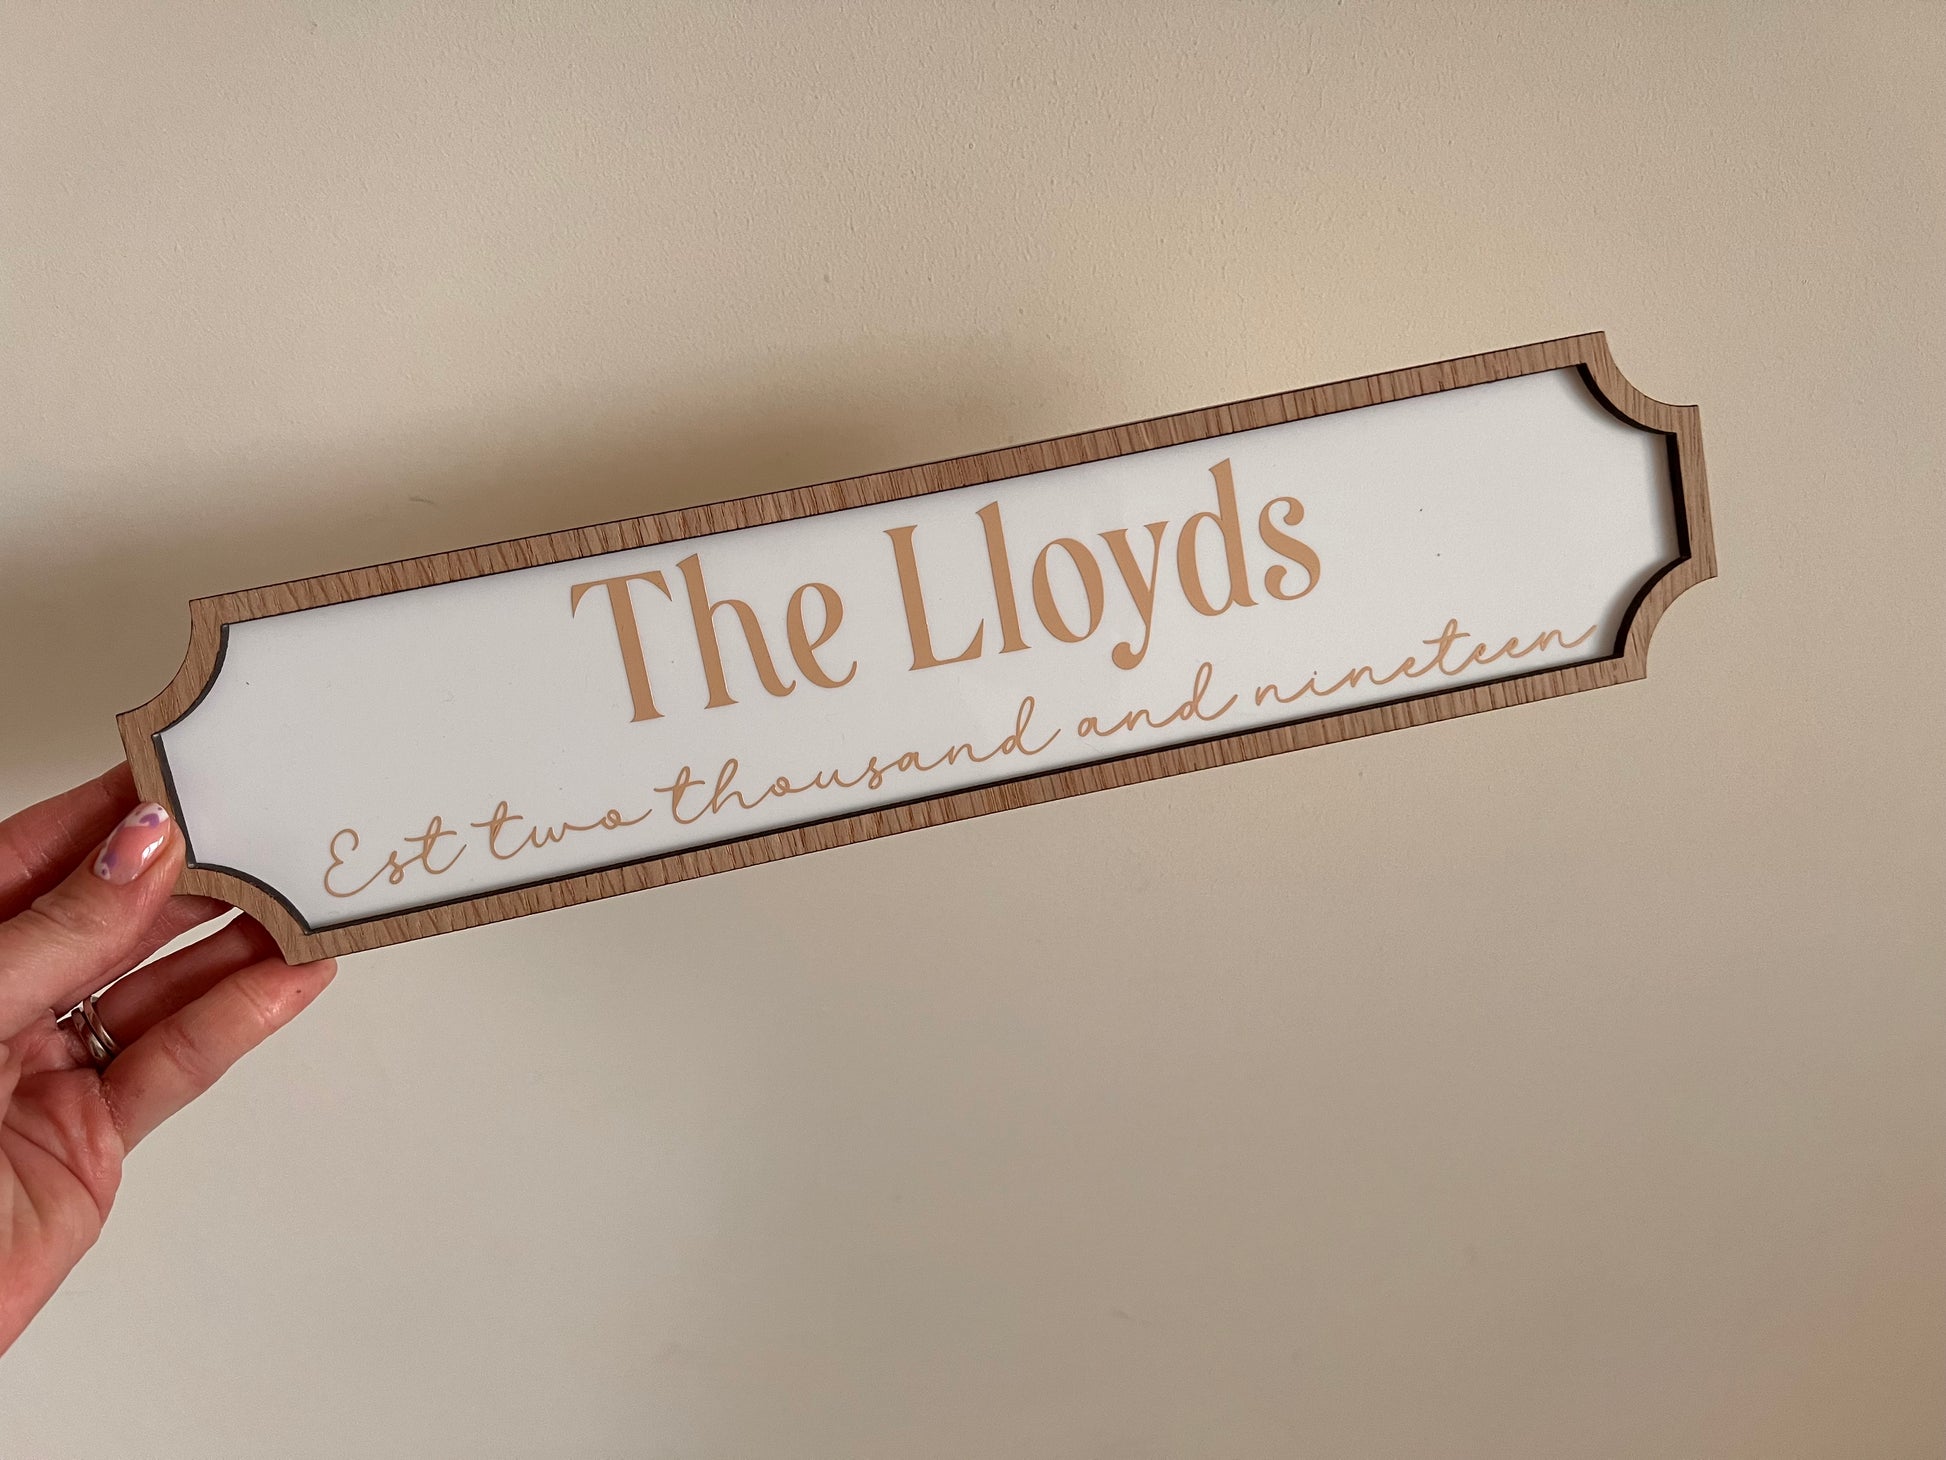 The Lloyds
Est two thousand and nineteen